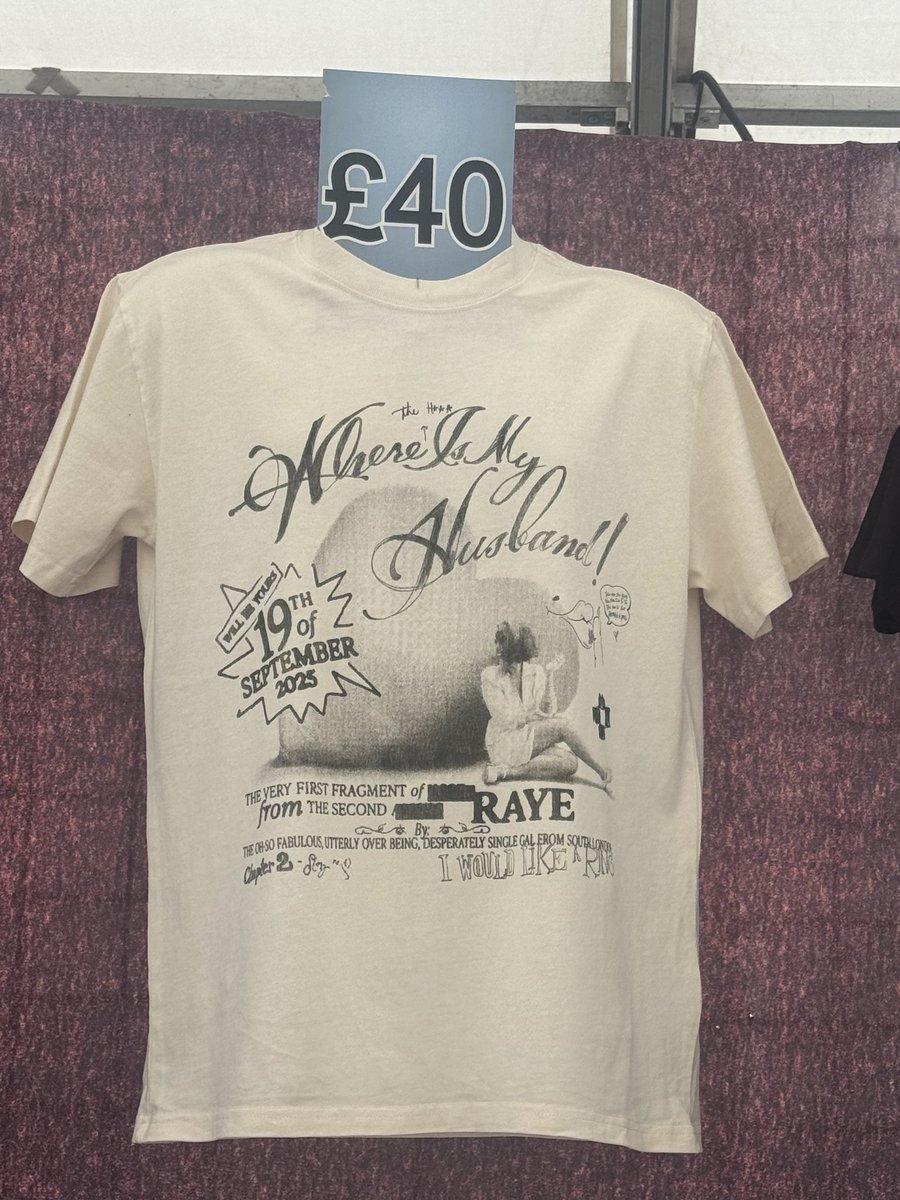 £40
the H***
Where Is My
Husband!
WILL BE YOURS
19TH
of
SEPTEMBER
2025
THE VERY FIRST FRAGMENT of
from THE SECOND RAYE
By:
THE OH-SO FABULOUS, UTTERLY OVER BEING, DESPERATELY SINGLE GAL FROM SOUTH LONDON
Chapter 2
I WOULD LIKE A RING